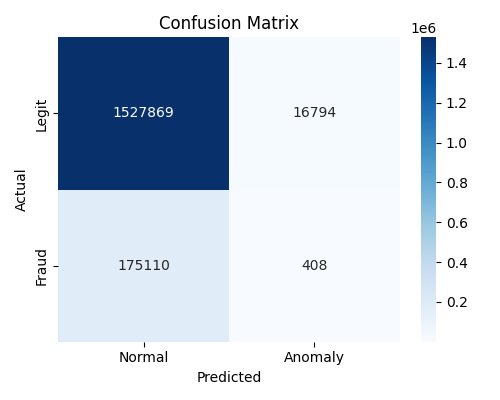 Confusion Matrix
1e6
Legit
1527869
16794
1.4
1.2
1.0
Actual
0.8
0.6
Fraud
175110
408
0.4
0.2
Normal
Anomaly
Predicted